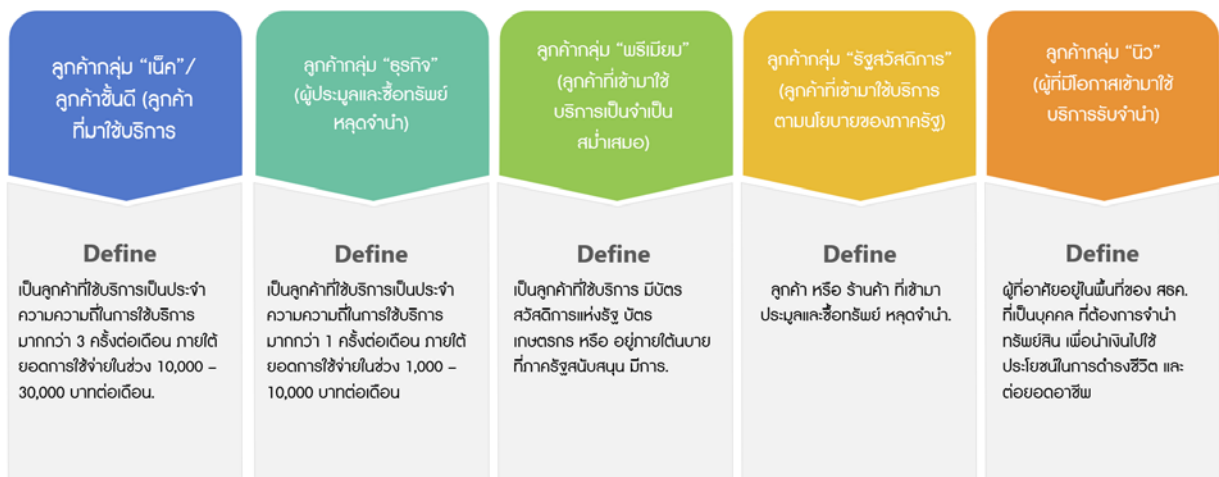 ลูกค้ากลุ่ม “เน็ค”/
ลูกค้าชั้นดี (ลูกค้า
ที่มาใช้บริการ
Define
เป็นลูกค้าที่ใช้บริการเป็นประจำ
ความความถี่ในการใช้บริการ
มากกว่า 3 ครั้งต่อเดือน ภายใต้
ยอดการใช้จ่ายในช่วง 10,000 –
30,000 บาทต่อเดือน.
ลูกค้ากลุ่ม “ธุรกิจ”
(ผู้ประมูลและซื้อทรัพย์
หลุดจำนำ)
Define
เป็นลูกค้าที่ใช้บริการเป็นประจำ
ความความถี่ในการใช้บริการ
มากกว่า 1 ครั้งต่อเดือน ภายใต้
ยอดการใช้จ่ายในช่วง 1,000 –
10,000 บาทต่อเดือน
ลูกค้ากลุ่ม “พรีเมียม”
(ลูกค้าที่เข้ามาใช้
บริการเป็นจำเป็น
สม่ำเสมอ)
Define
เป็นลูกค้าที่ใช้บริการ มีบัตร
สวัสดิการแห่งรัฐ บัตร
เกษตรกร หรือ อยู่ภายใต้นบาย
ที่ภาครัฐสนับสนุน มีการ.
ลูกค้ากลุ่ม “รัฐสวัสดิการ”
(ลูกค้าที่เข้ามาใช้บริการ
ตามนโยบายของภาครัฐ)
Define
ลูกค้า หรือ ร้านค้า ที่เข้ามา
ประมูลและซื้อทรัพย์ หลุดจำนำ.
ลูกค้ากลุ่ม “นิว”
(ผู้ที่มีโอกาสเข้ามาใช้
บริการรับจำนำ)
Define
ผู้ที่อาศัยอยู่ในพื้นที่ของ สธค.
ที่เป็นบุคคล ที่ต้องการจำนำ
ทรัพย์สิน เพื่อนำเงินไปใช้
ประโยชน์ในการดำรงชีวิต และ
ต่อยอดอาชีพ